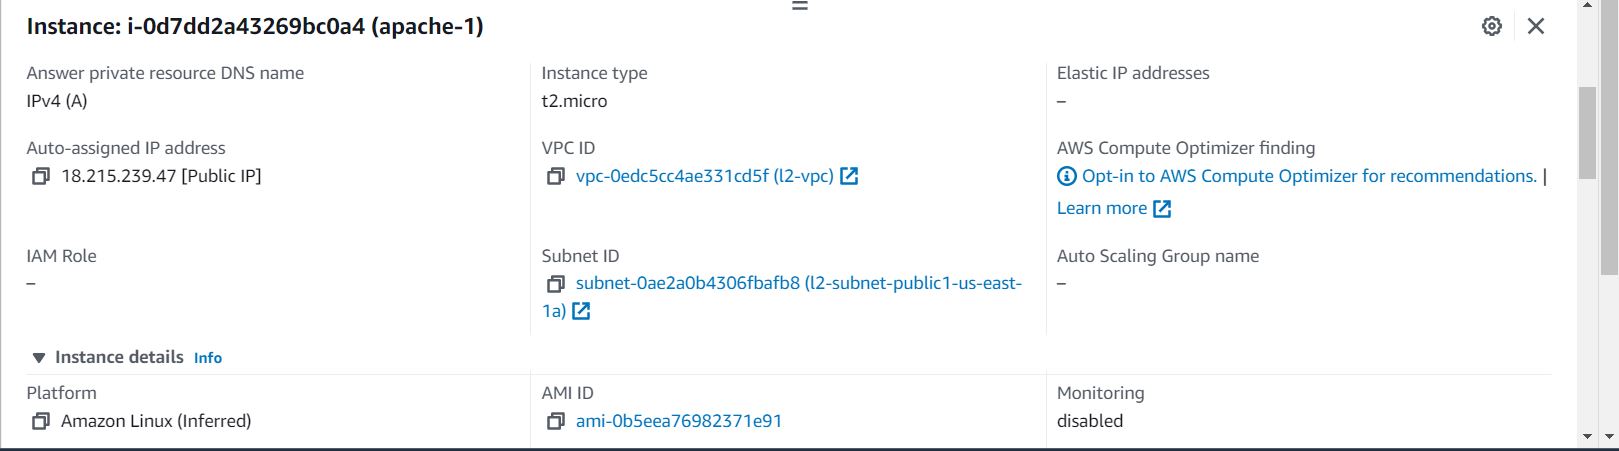 Instance: i-0d7dd2a43269bc0a4 (apache-1)
Answer private resource DNS name
IPv4 (A)
Instance type
t2.micro
Elastic IP addresses
–
Auto-assigned IP address
18.215.239.47 [Public IP]
VPC ID
vpc-0edc5cc4ae331cd5f (l2-vpc)
AWS Compute Optimizer finding
Opt-in to AWS Compute Optimizer for recommendations. |
Learn more
IAM Role
–
Subnet ID
subnet-0ae2a0b4306fbafb8 (l2-subnet-public1-us-east-
1a)
Auto Scaling Group name
–
Instance details Info
Platform
Amazon Linux (Inferred)
AMI ID
ami-0b5eea76982371e91
Monitoring
disabled